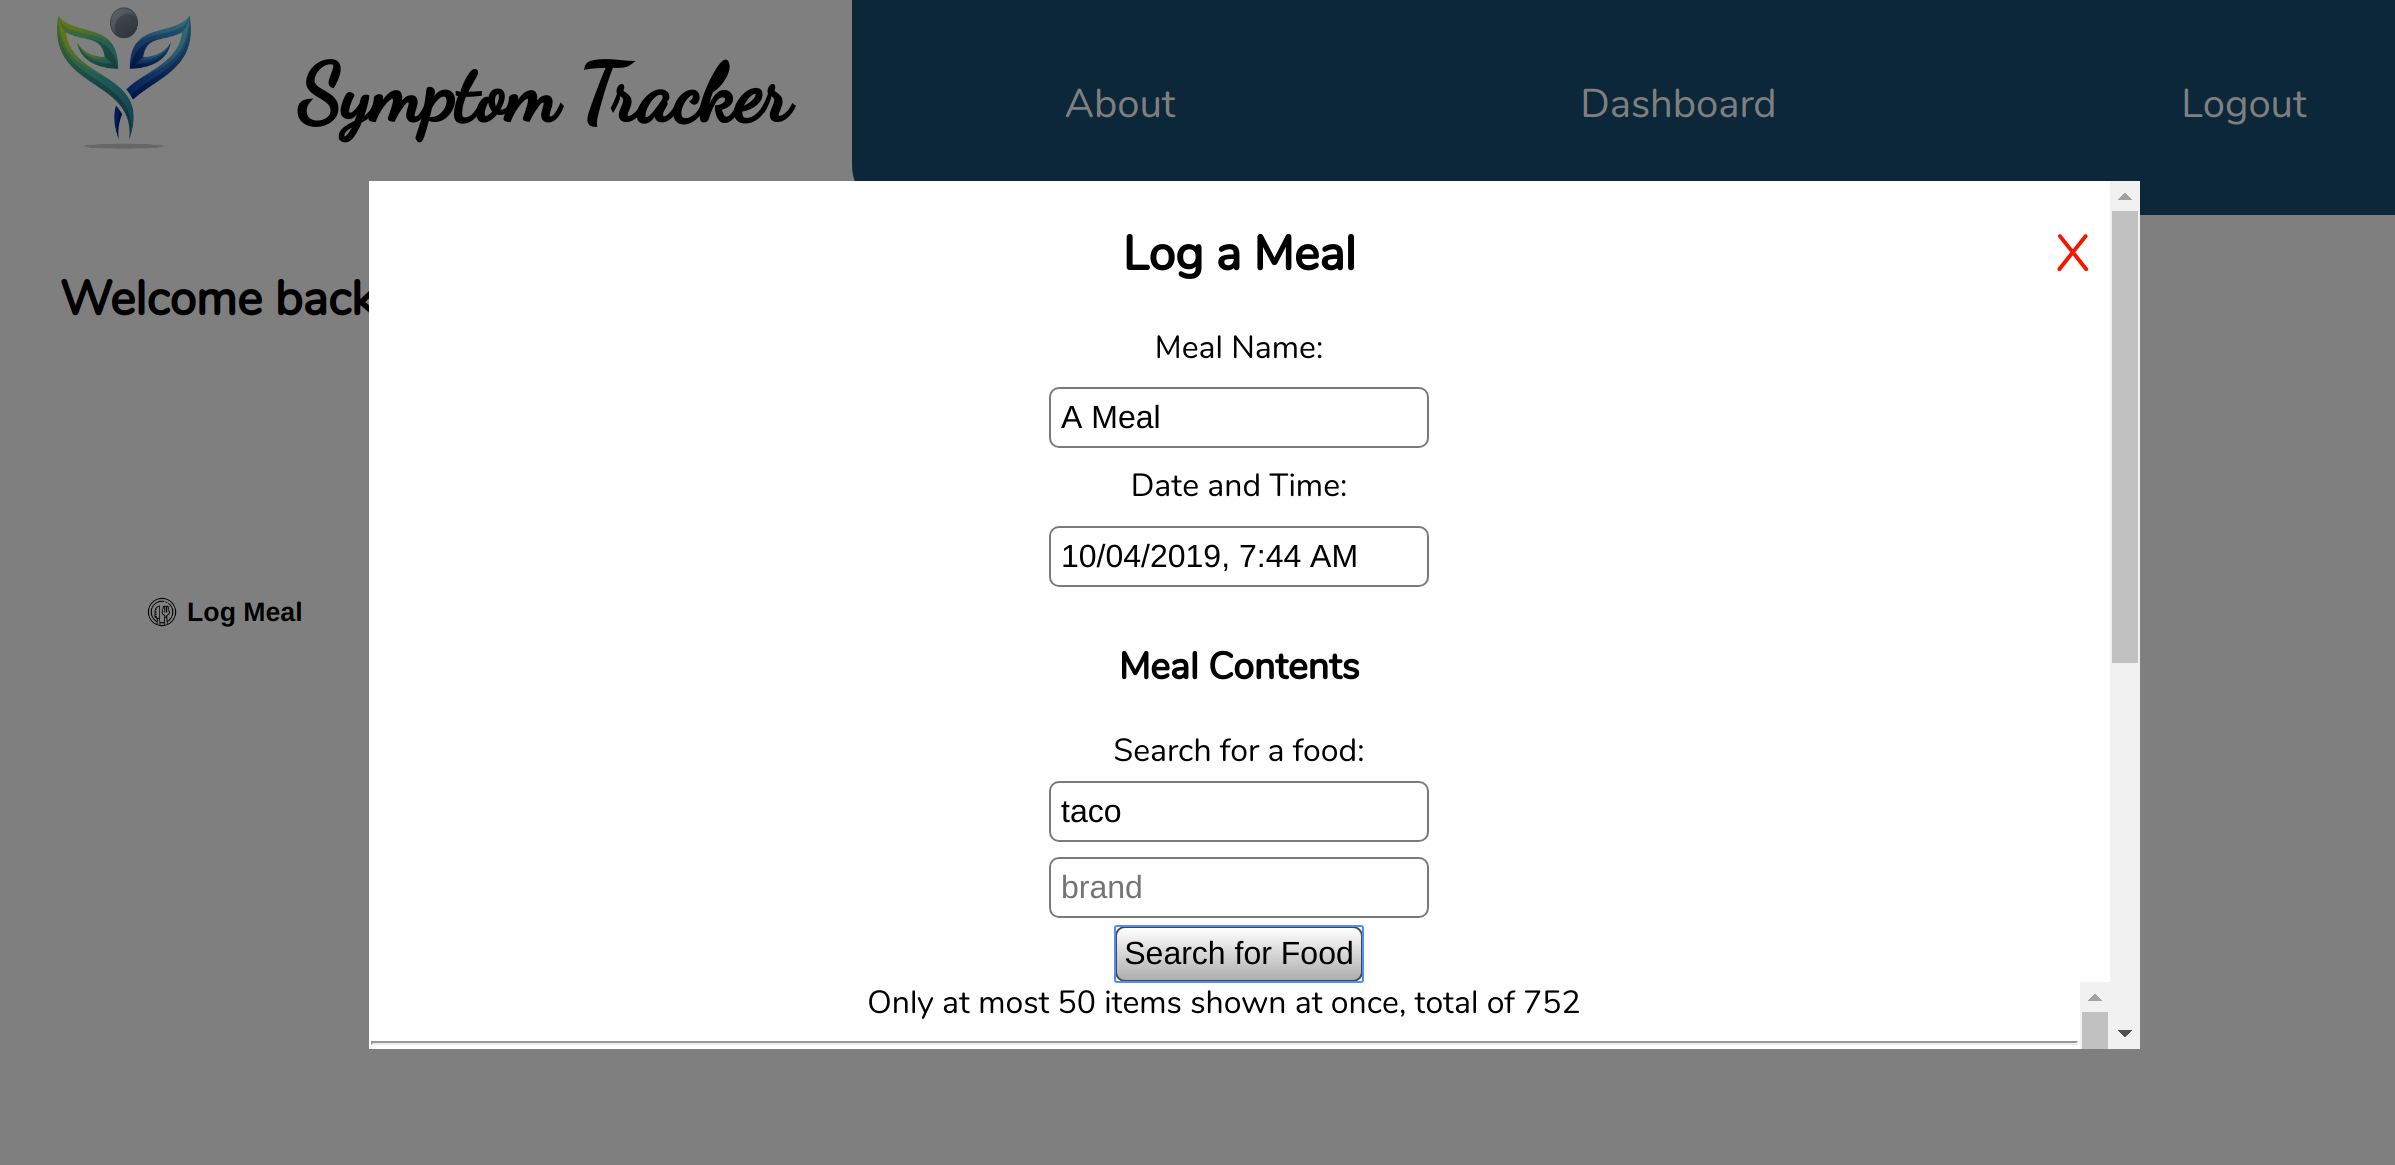 Symptom Tracker
About
Dashboard
Logout
Welcome back
Log a Meal
X
Meal Name:
A Meal
Date and Time:
10/04/2019, 7:44 AM
Log Meal
Meal Contents
Search for a food:
taco
brand
Search for Food
Only at most 50 items shown at once, total of 752